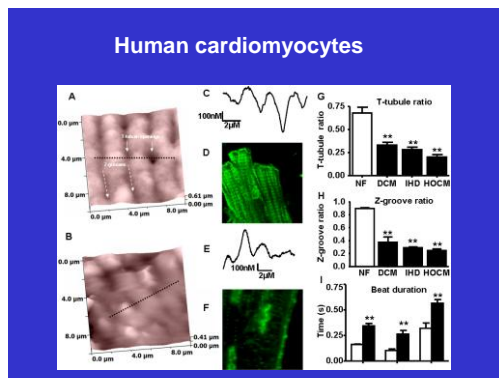 Human cardiomyocytes
A
0.0 µm
4.0 µm
8.0 µm
0.61 µm
0.00 µm
0.0 µm
4.0 µm
8.0 µm
B
0.0 µm
4.0 µm
8.0 µm
0.41 µm
0.00 µm
0.0 µm
4.0 µm
8.0 µm
C
100nM
2µM
D
E
100nM
2µM
F
G
T-tubule ratio
T-tubule ratio
0.75
0.50
0.25
0.00
**
**
**
NF
DCM
IHD
HOCM
H
Z-groove ratio
Z-groove ratio
1.0
0.8
0.6
0.4
0.2
0.0
**
**
**
NF
DCM
IHD
HOCM
I
Beat duration
Time (s)
0.75
0.50
0.25
0.00
**
**
**